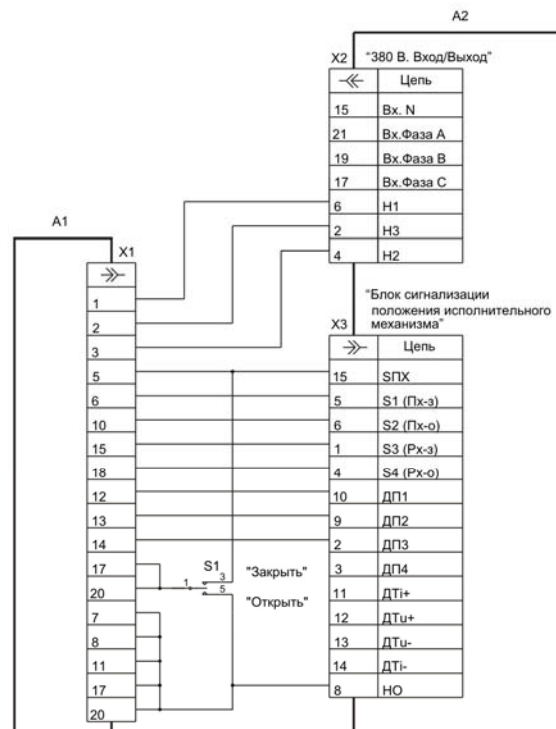 A2
X2 "380 В. Вход/Выход"
Цепь
15 Вх. N
21 Вх.Фаза А
19 Вх.Фаза В
17 Вх.Фаза С
6 Н1
2 Н3
4 Н2
A1
X1
1
2
3
5
6
10
15
18
12
13
14
17
20
7
8
11
17
20
"Блок сигнализации
положения исполнительного
механизма"
X3
Цепь
15 SПХ
5 S1 (Пх-з)
6 S2 (Пх-о)
1 S3 (Рх-з)
4 S4 (Рх-о)
10 ДП1
9 ДП2
2 ДП3
3 ДП4
11 ДТi+
12 ДТu+
13 ДТu-
14 ДТi-
8 НО
S1
1 3 "Закрыть"
5 "Открыть"